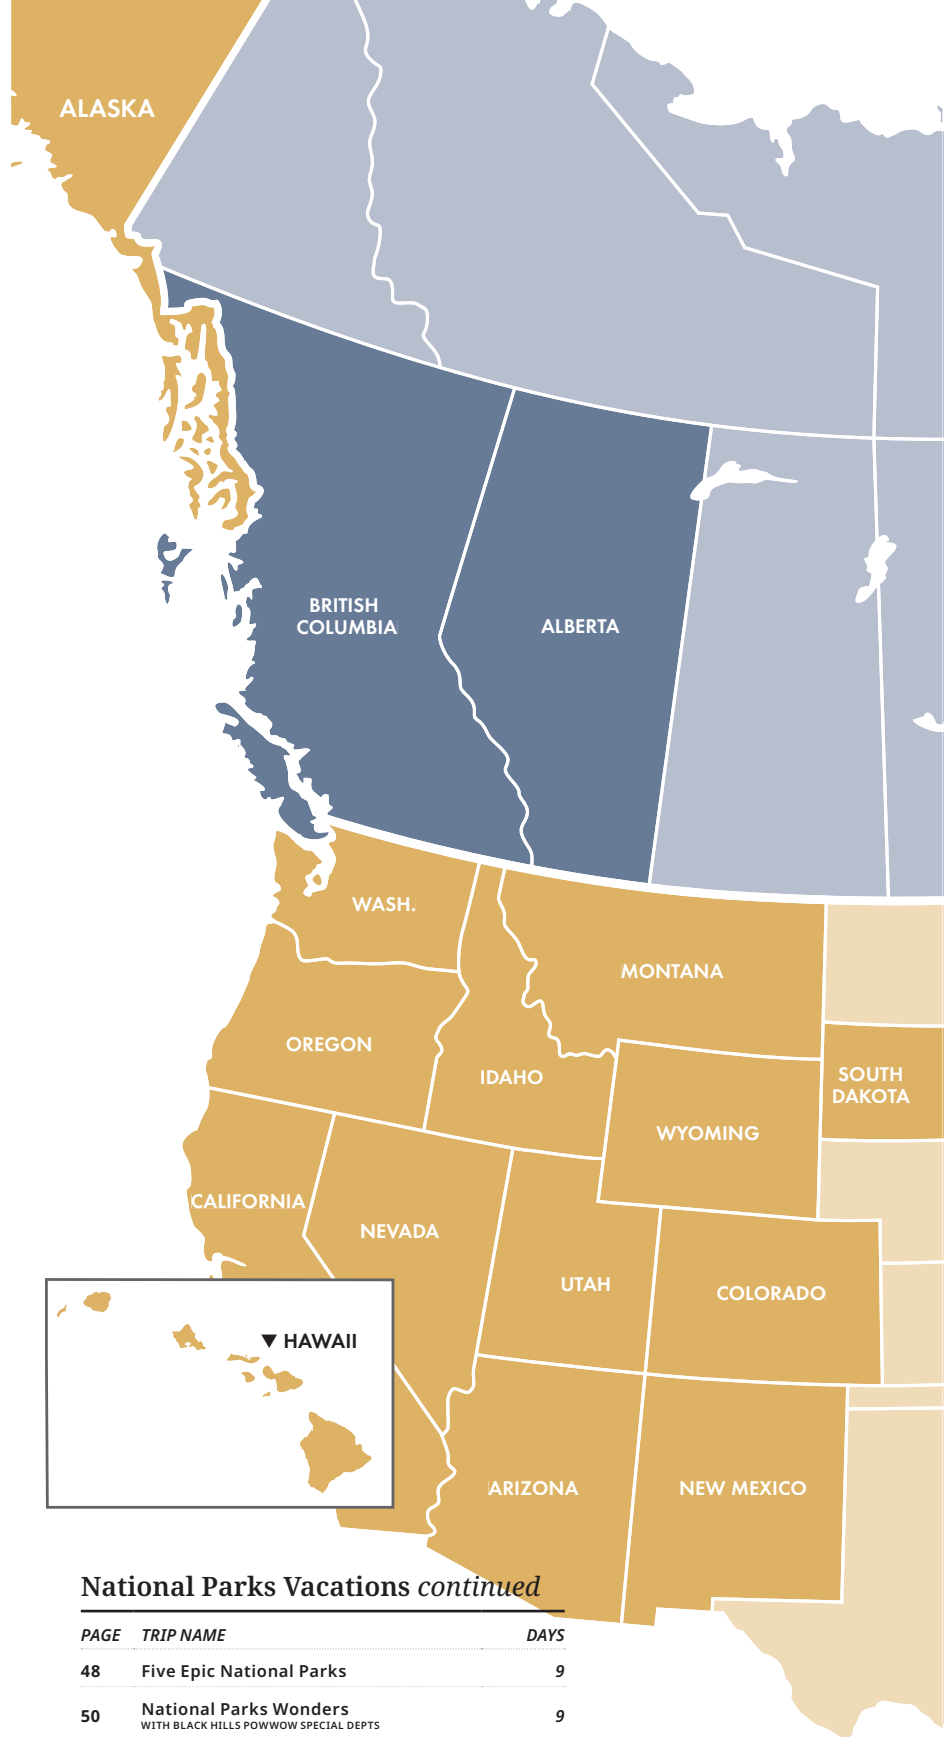 ALASKA
BRITISH
COLUMBIA
ALBERTA
WASH.
MONTANA
OREGON
IDAHO
SOUTH
DAKOTA
WYOMING
CALIFORNIA
NEVADA
UTAH
COLORADO
▼ HAWAII
ARIZONA
NEW MEXICO
National Parks Vacations continued
PAGE TRIP NAME DAYS
48 Five Epic National Parks 9
50 National Parks Wonders 9
WITH BLACK HILLS POWWOW SPECIAL DEPTS